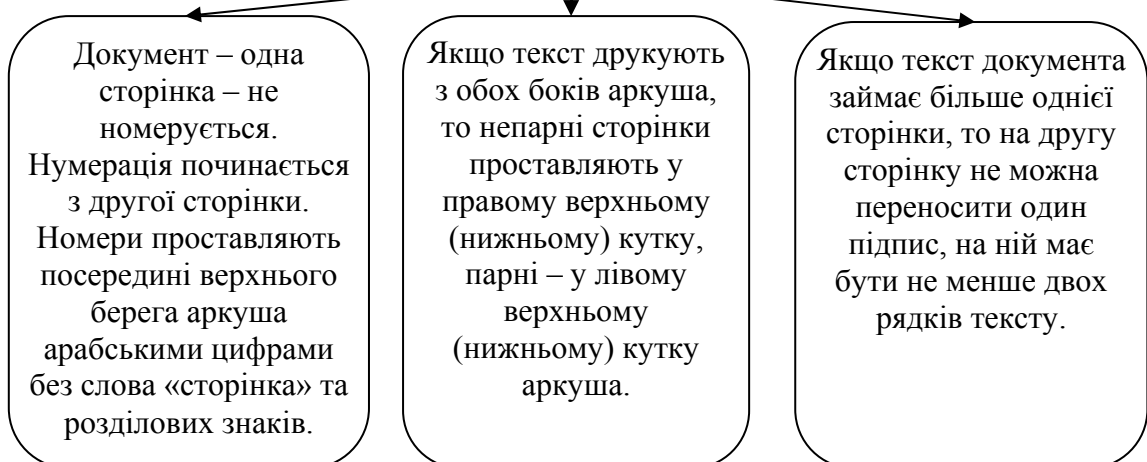 Документ – одна
сторінка – не
номерується.
Нумерація починається
з другої сторінки.
Номери проставляють
посередині верхнього
берега аркуша
арабськими цифрами
без слова «сторінка» та
розділових знаків.
Якщо текст друкують
з обох боків аркуша,
то непарні сторінки
проставляють у
правому верхньому
(нижньому) кутку,
парні – у лівому
верхньому
(нижньому) кутку
аркуша.
Якщо текст документа
займає більше однієї
сторінки, то на другу
сторінку не можна
переносити один
підпис, на ній має
бути не менше двох
рядків тексту.